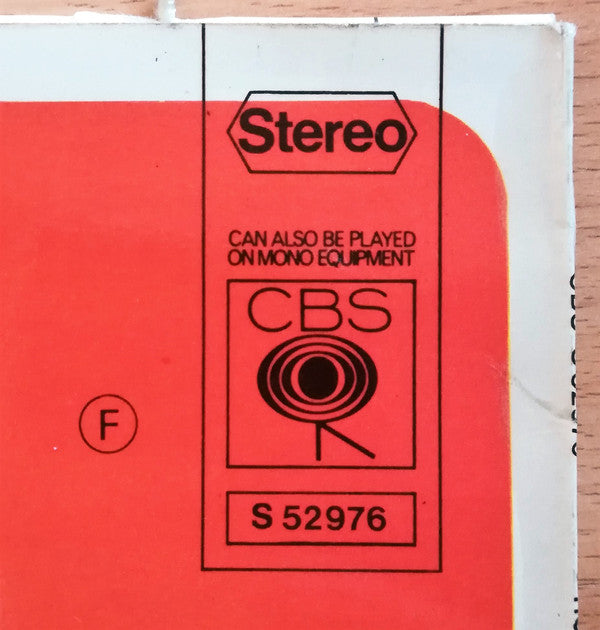 Stereo
CAN ALSO BE PLAYED
ON MONO EQUIPMENT
CBS
F
S 52976